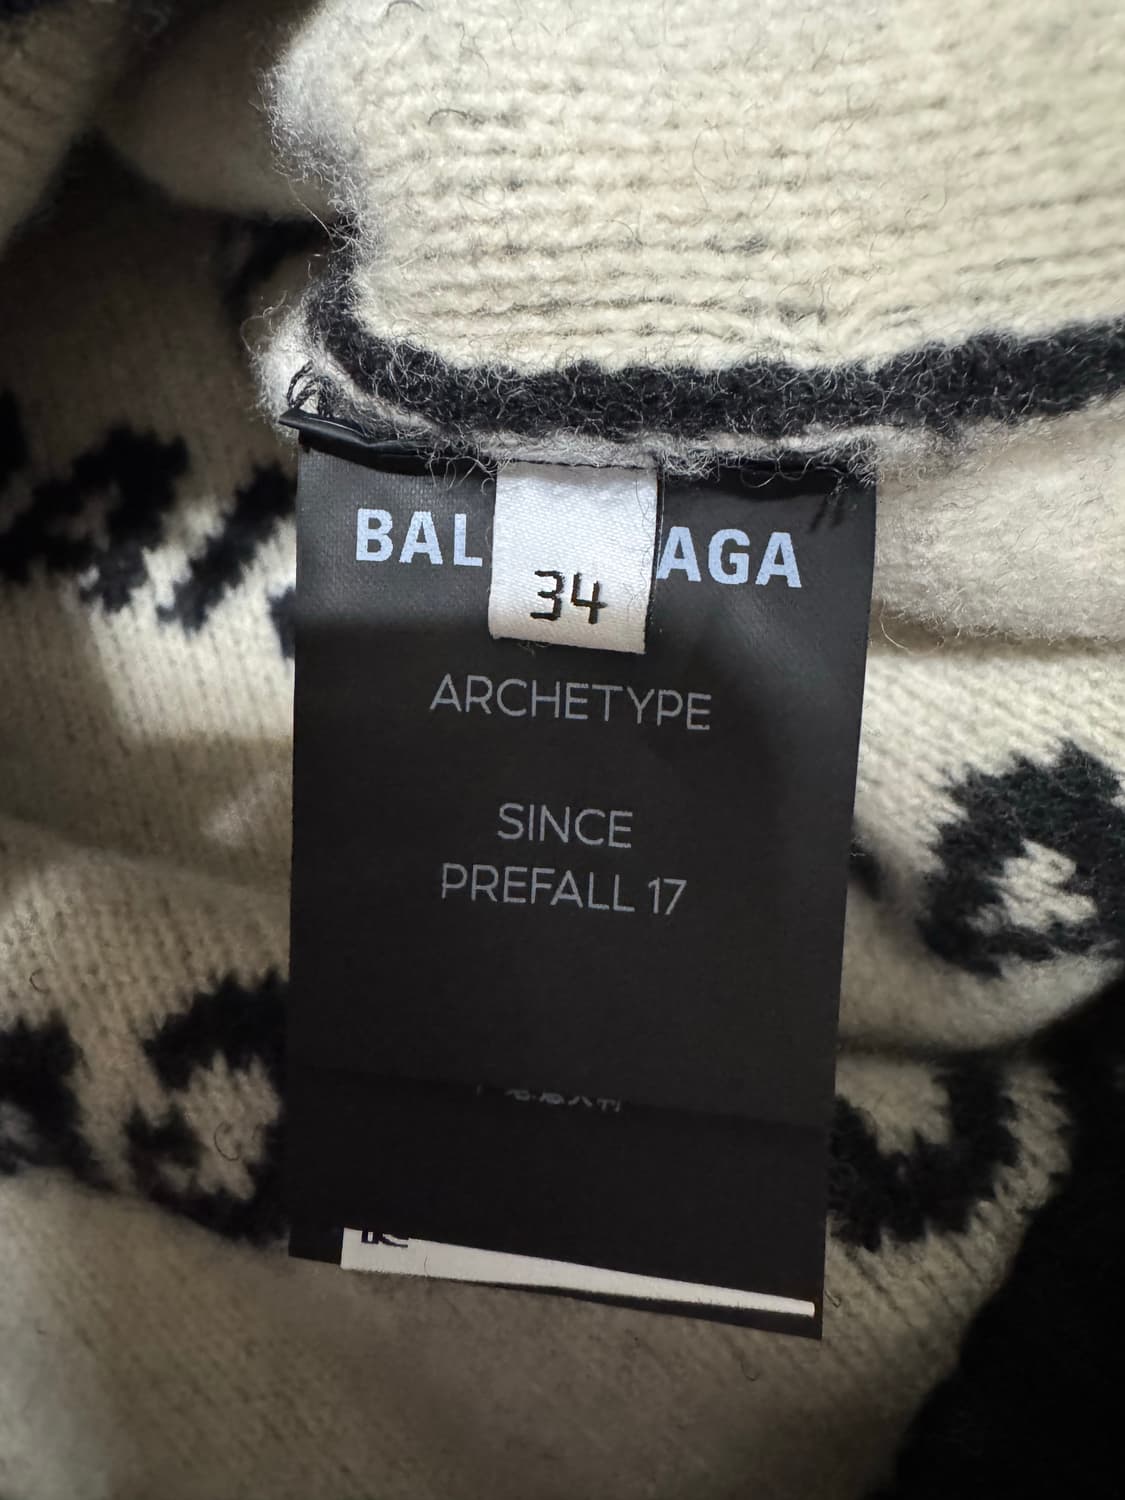 BAL AGA
34
ARCHETYPE
SINCE
PREFALL 17